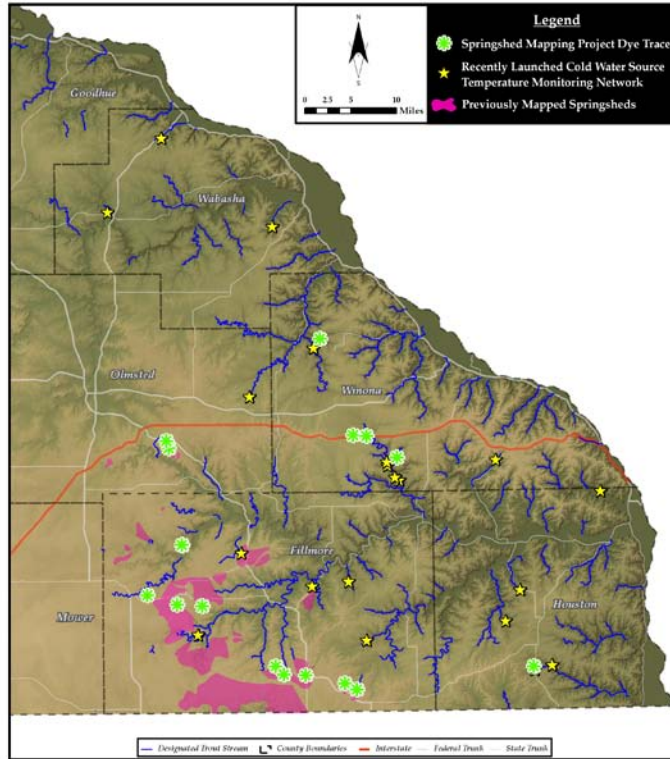 Legend
Springshed Mapping Project Dye Trace
Recently Launched Cold Water Source
Temperature Monitoring Network
Previously Mapped Springsheds
N
S
0 2.5 5 10
Miles
Goodhue
Wabasha
Olmsted
Winona
Fillmore
Mower
Houston
Designated Trout Stream County Boundaries Interstate Federal Trunk State Trunk